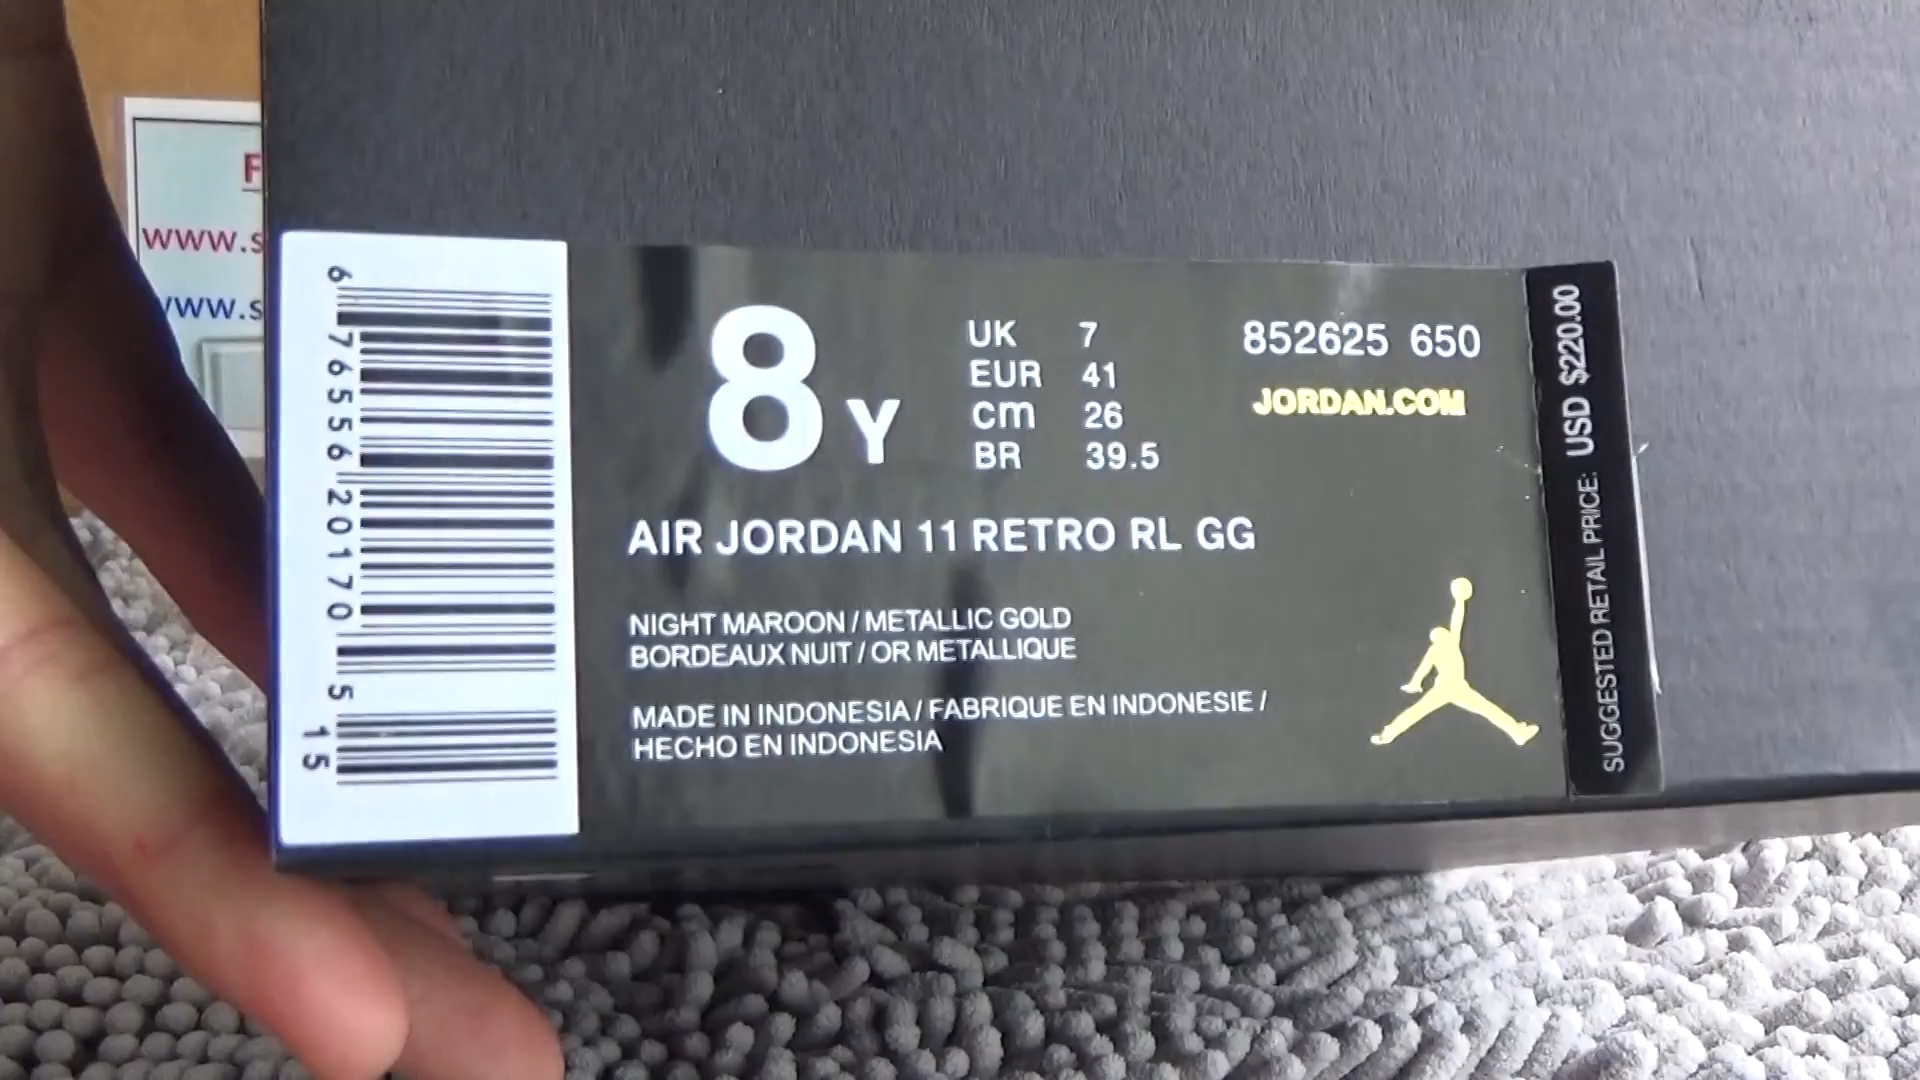 F
www.s
www.s
6 76556 20170 5
15
8 Y
UK 7
EUR 41
cm 26
BR 39.5
852625 650
JORDAN.COM
AIR JORDAN 11 RETRO RL GG
NIGHT MAROON / METALLIC GOLD
BORDEAUX NUIT / OR METALLIQUE
MADE IN INDONESIA / FABRIQUE EN INDONESIE /
HECHO EN INDONESIA
SUGGESTED RETAIL PRICE: USD $220.00